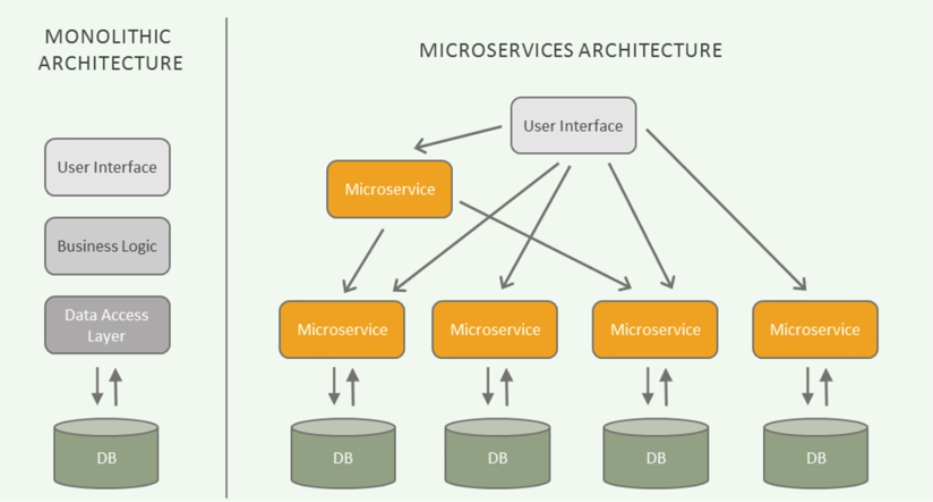 MONOLITHIC
ARCHITECTURE
User Interface
Business Logic
Data Access
Layer
DB
MICROSERVICES ARCHITECTURE
User Interface
Microservice
Microservice
Microservice
Microservice
Microservice
DB
DB
DB
DB